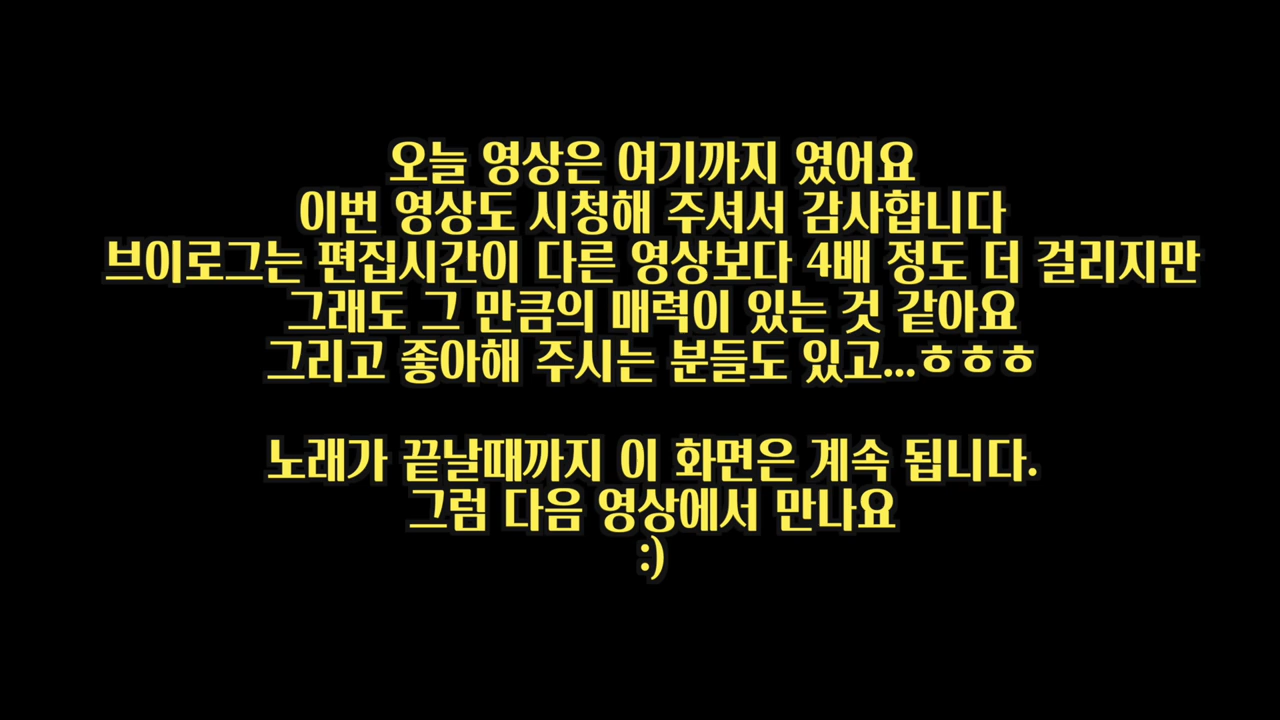 오늘 영상은 여기까지 였어요
이번 영상도 시청해 주셔서 감사합니다
브이로그는 편집시간이 다른 영상보다 4배 정도 더 걸리지만
그래도 그 만큼의 매력이 있는 것 같아요
그리고 좋아해 주시는 분들도 있고...ㅎㅎㅎ
노래가 끝날때까지 이 화면은 계속 됩니다.
그럼 다음 영상에서 만나요
:)